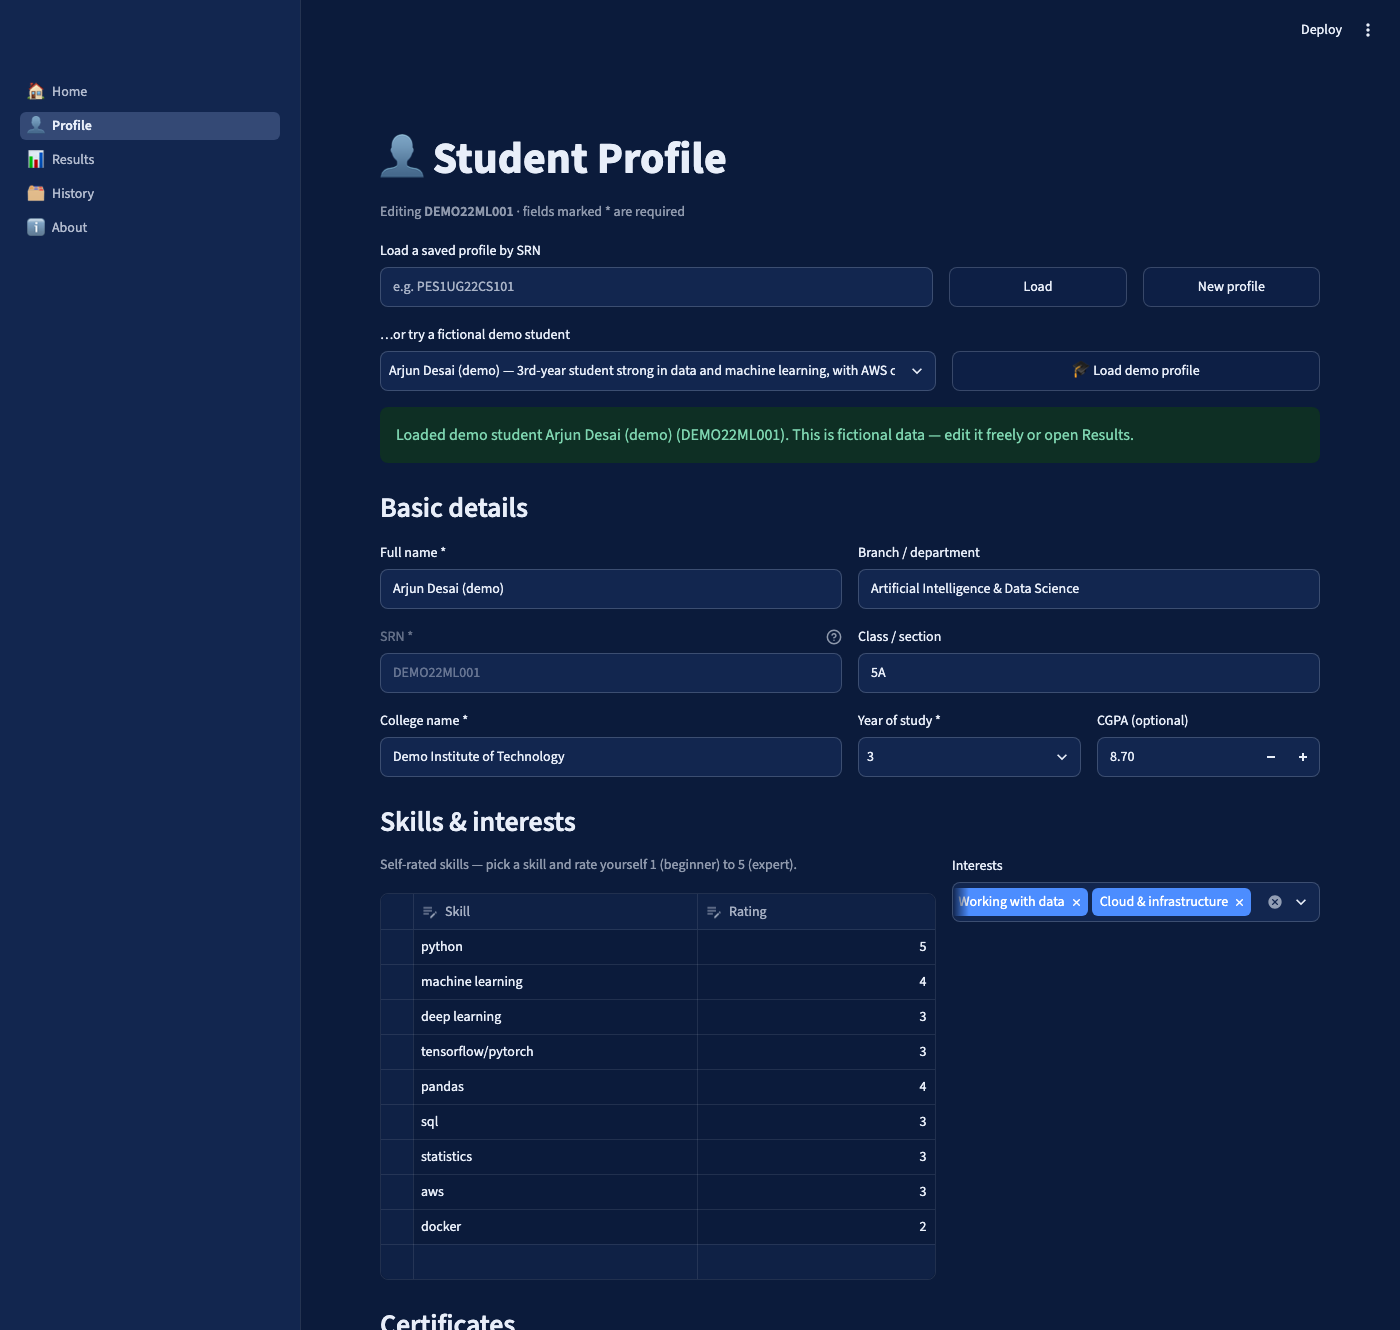 Deploy
Home
Profile
Results
History
About
Student Profile
Editing DEMO22ML001 · fields marked * are required
Load a saved profile by SRN
e.g. PES1UG22CS101
Load
New profile
…or try a fictional demo student
Arjun Desai (demo) — 3rd-year student strong in data and machine learning, with AWS c
Load demo profile
Loaded demo student Arjun Desai (demo) (DEMO22ML001). This is fictional data — edit it freely or open Results.
Basic details
Full name *
Branch / department
Arjun Desai (demo)
Artificial Intelligence & Data Science
SRN *
Class / section
DEMO22ML001
5A
College name *
Year of study *
CGPA (optional)
Demo Institute of Technology
3
8.70
Skills & interests
Self-rated skills — pick a skill and rate yourself 1 (beginner) to 5 (expert).
Interests
Working with data
Cloud & infrastructure
Skill Rating
python 5
machine learning 4
deep learning 3
tensorflow/pytorch 3
pandas 4
sql 3
statistics 3
aws 3
docker 2
Certificates